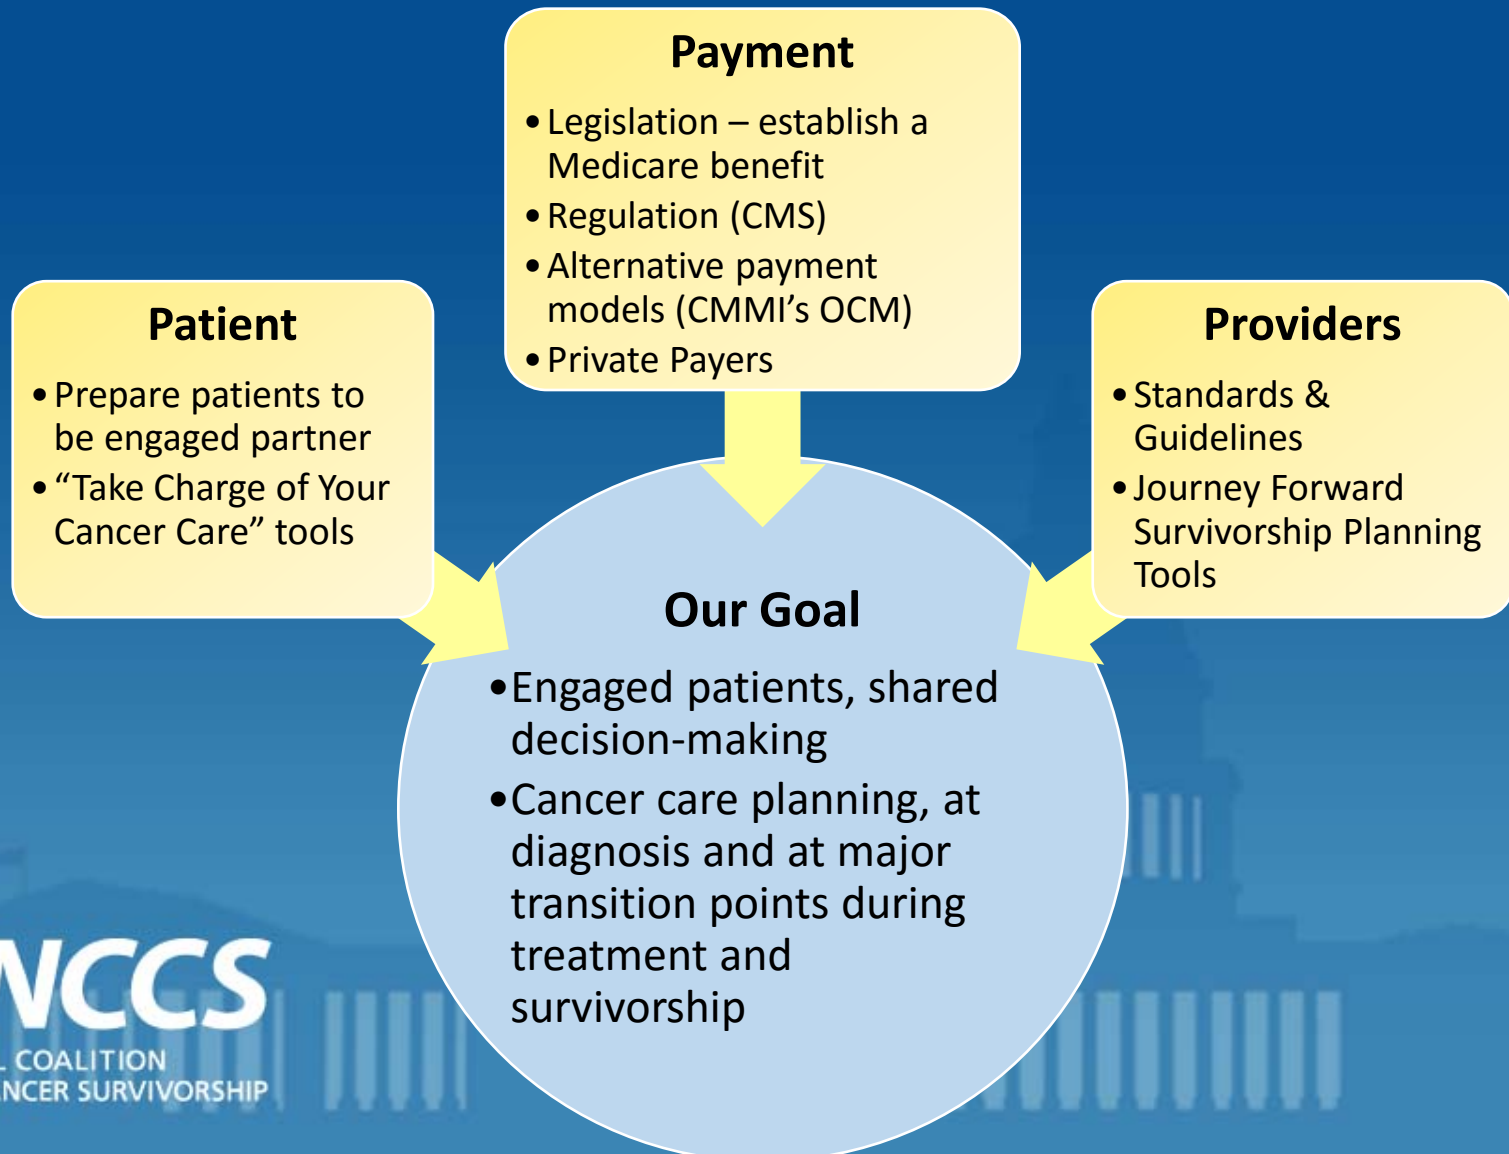 Payment
• Legislation – establish a
Medicare benefit
• Regulation (CMS)
• Alternative payment
models (CMMI’s OCM)
• Private Payers
Patient
• Prepare patients to
be engaged partner
• “Take Charge of Your
Cancer Care” tools
Providers
• Standards &
Guidelines
• Journey Forward
Survivorship Planning
Tools
Our Goal
•Engaged patients, shared
decision-making
•Cancer care planning, at
diagnosis and at major
transition points during
treatment and
survivorship
NCCS
L COALITION
NCER SURVIVORSHIP